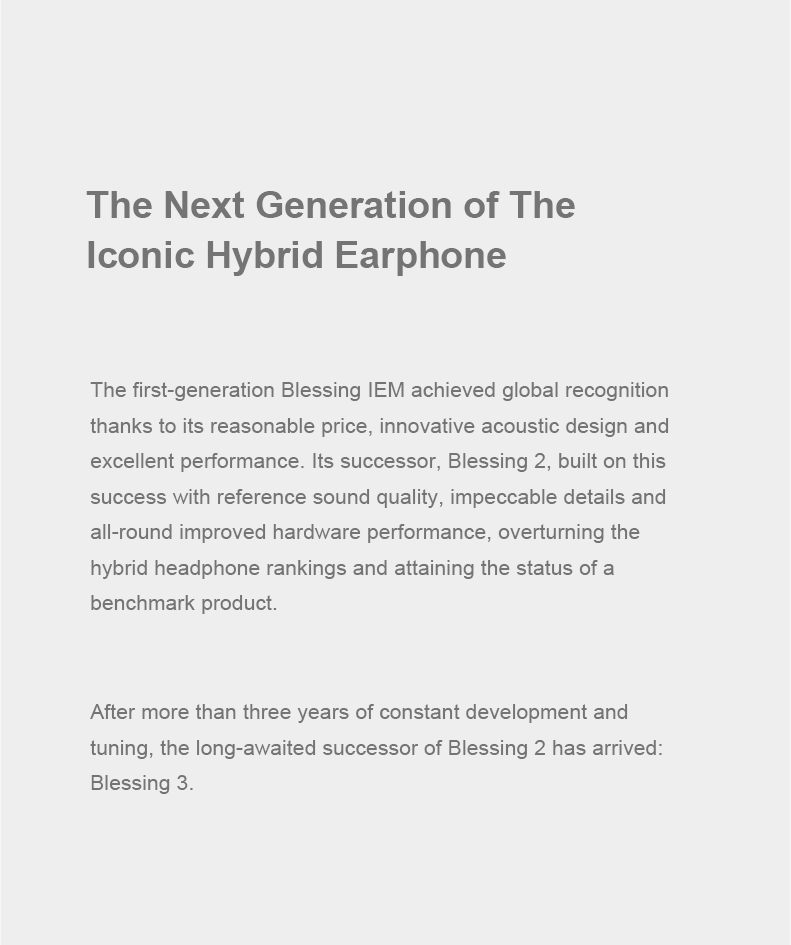 The Next Generation of The
Iconic Hybrid Earphone
The first-generation Blessing IEM achieved global recognition
thanks to its reasonable price, innovative acoustic design and
excellent performance. Its successor, Blessing 2, built on this
success with reference sound quality, impeccable details and
all-round improved hardware performance, overturning the
hybrid headphone rankings and attaining the status of a
benchmark product.
After more than three years of constant development and
tuning, the long-awaited successor of Blessing 2 has arrived:
Blessing 3.